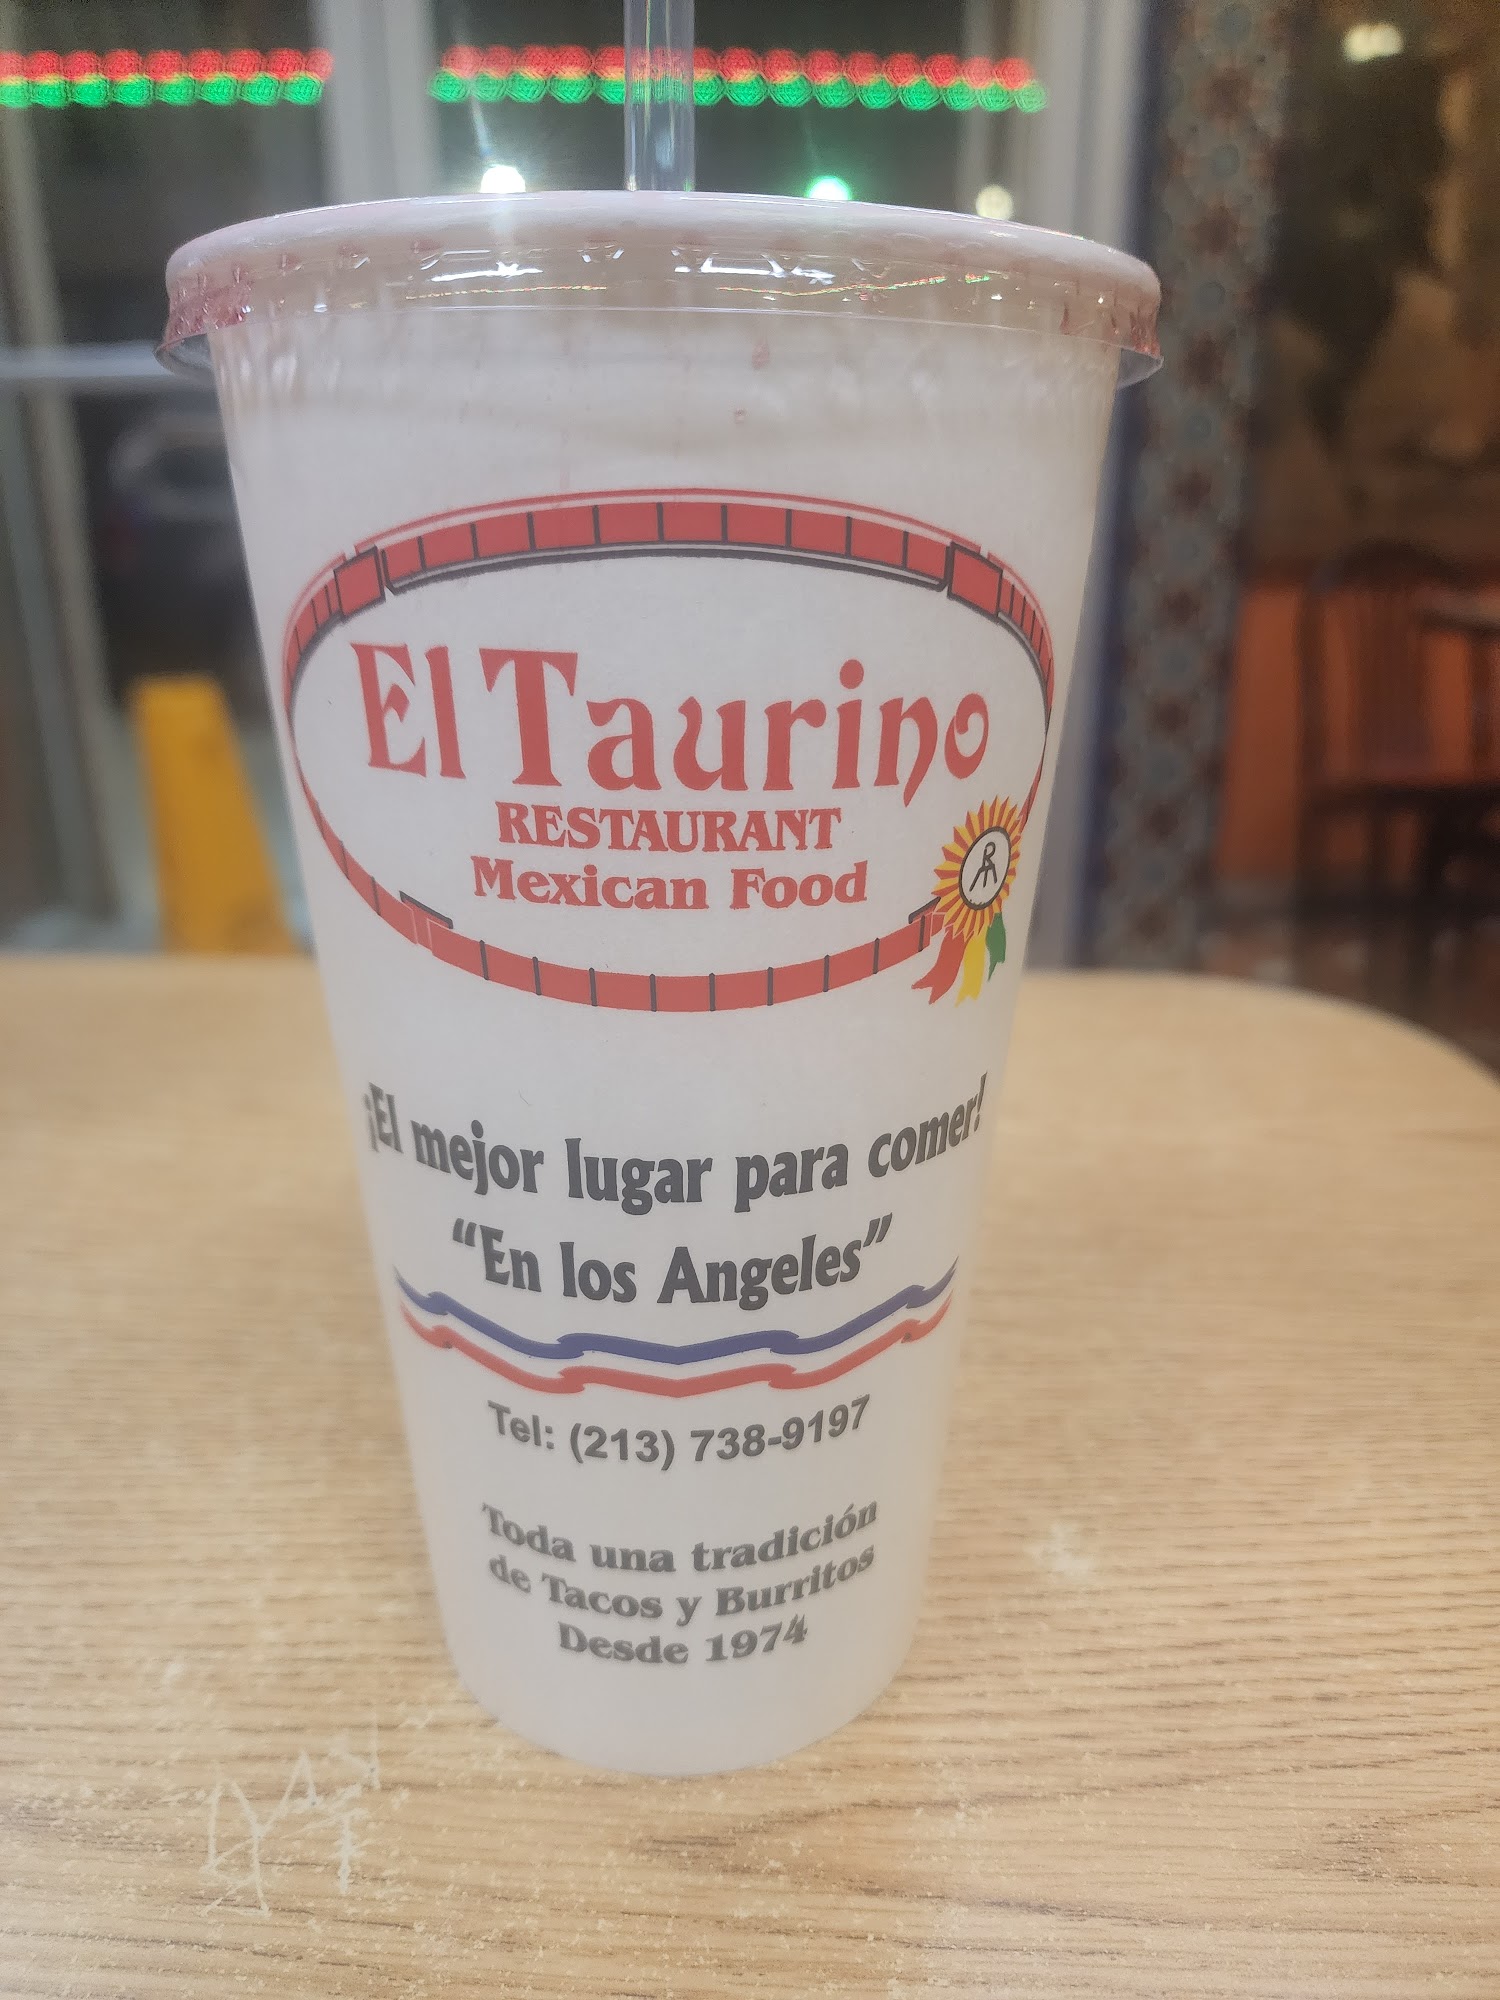 El Taurino
RESTAURANT
Mexican Food
¡El mejor lugar para comer!
"En los Angeles"
Tel: (213) 738-9197
Toda una tradición
de Tacos y Burritos
Desde 1974